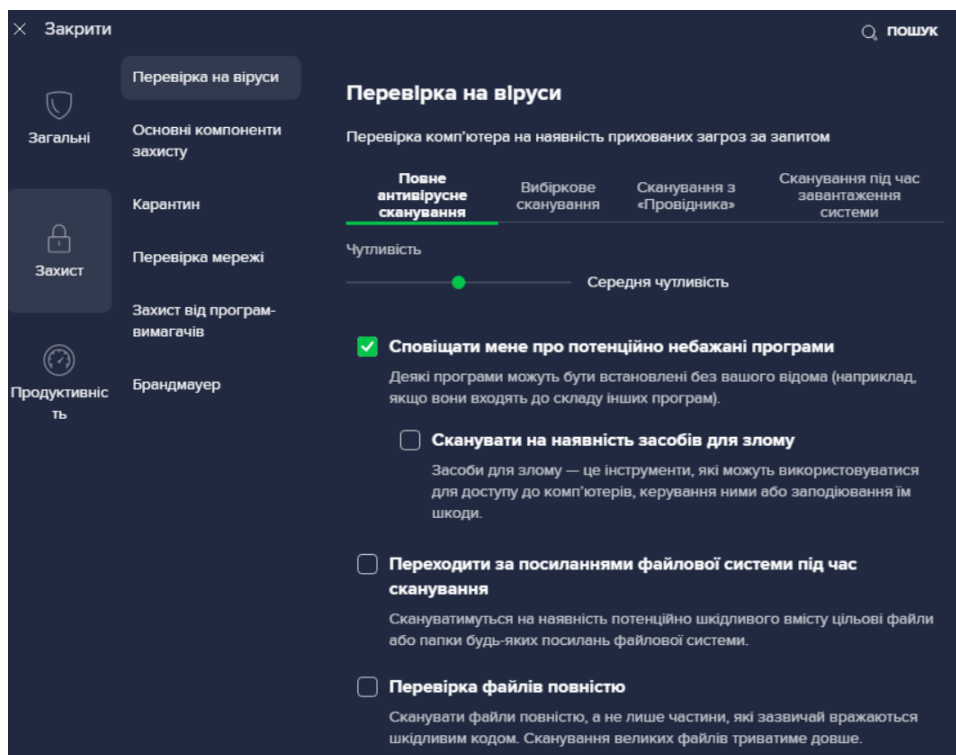 Закрити
ПОШУК
Загальні
Захист
Продуктивніс
ть
Перевірка на віруси
Основні компоненти
захисту
Карантин
Перевірка мережі
Захист від програм-
вимагачів
Брандмауер
Перевірка на віруси
Перевірка комп'ютера на наявність прихованих загроз за запитом
Повне
антивірусне
сканування
Вибіркове
сканування
Сканування з
«Провідника»
Сканування під час
завантаження
системи
Чутливість
Середня чутливість
Сповіщати мене про потенційно небажані програми
Деякі програми можуть бути встановлені без вашого відома (наприклад,
якщо вони входять до складу інших програм).
Сканувати на наявність засобів для злому
Засоби для злому — це інструменти, які можуть використовуватися
для доступу до комп'ютерів, керування ними або заподіювання їм
шкоди.
Переходити за посиланнями файлової системи під час
сканування
Скануватимуться на наявність потенційно шкідливого вмісту цільові файли
або папки будь-яких посилань файлової системи.
Перевірка файлів повністю
Сканувати файли повністю, а не лише частини, які зазвичай вражаються
шкідливим кодом. Сканування великих файлів триватиме довше.